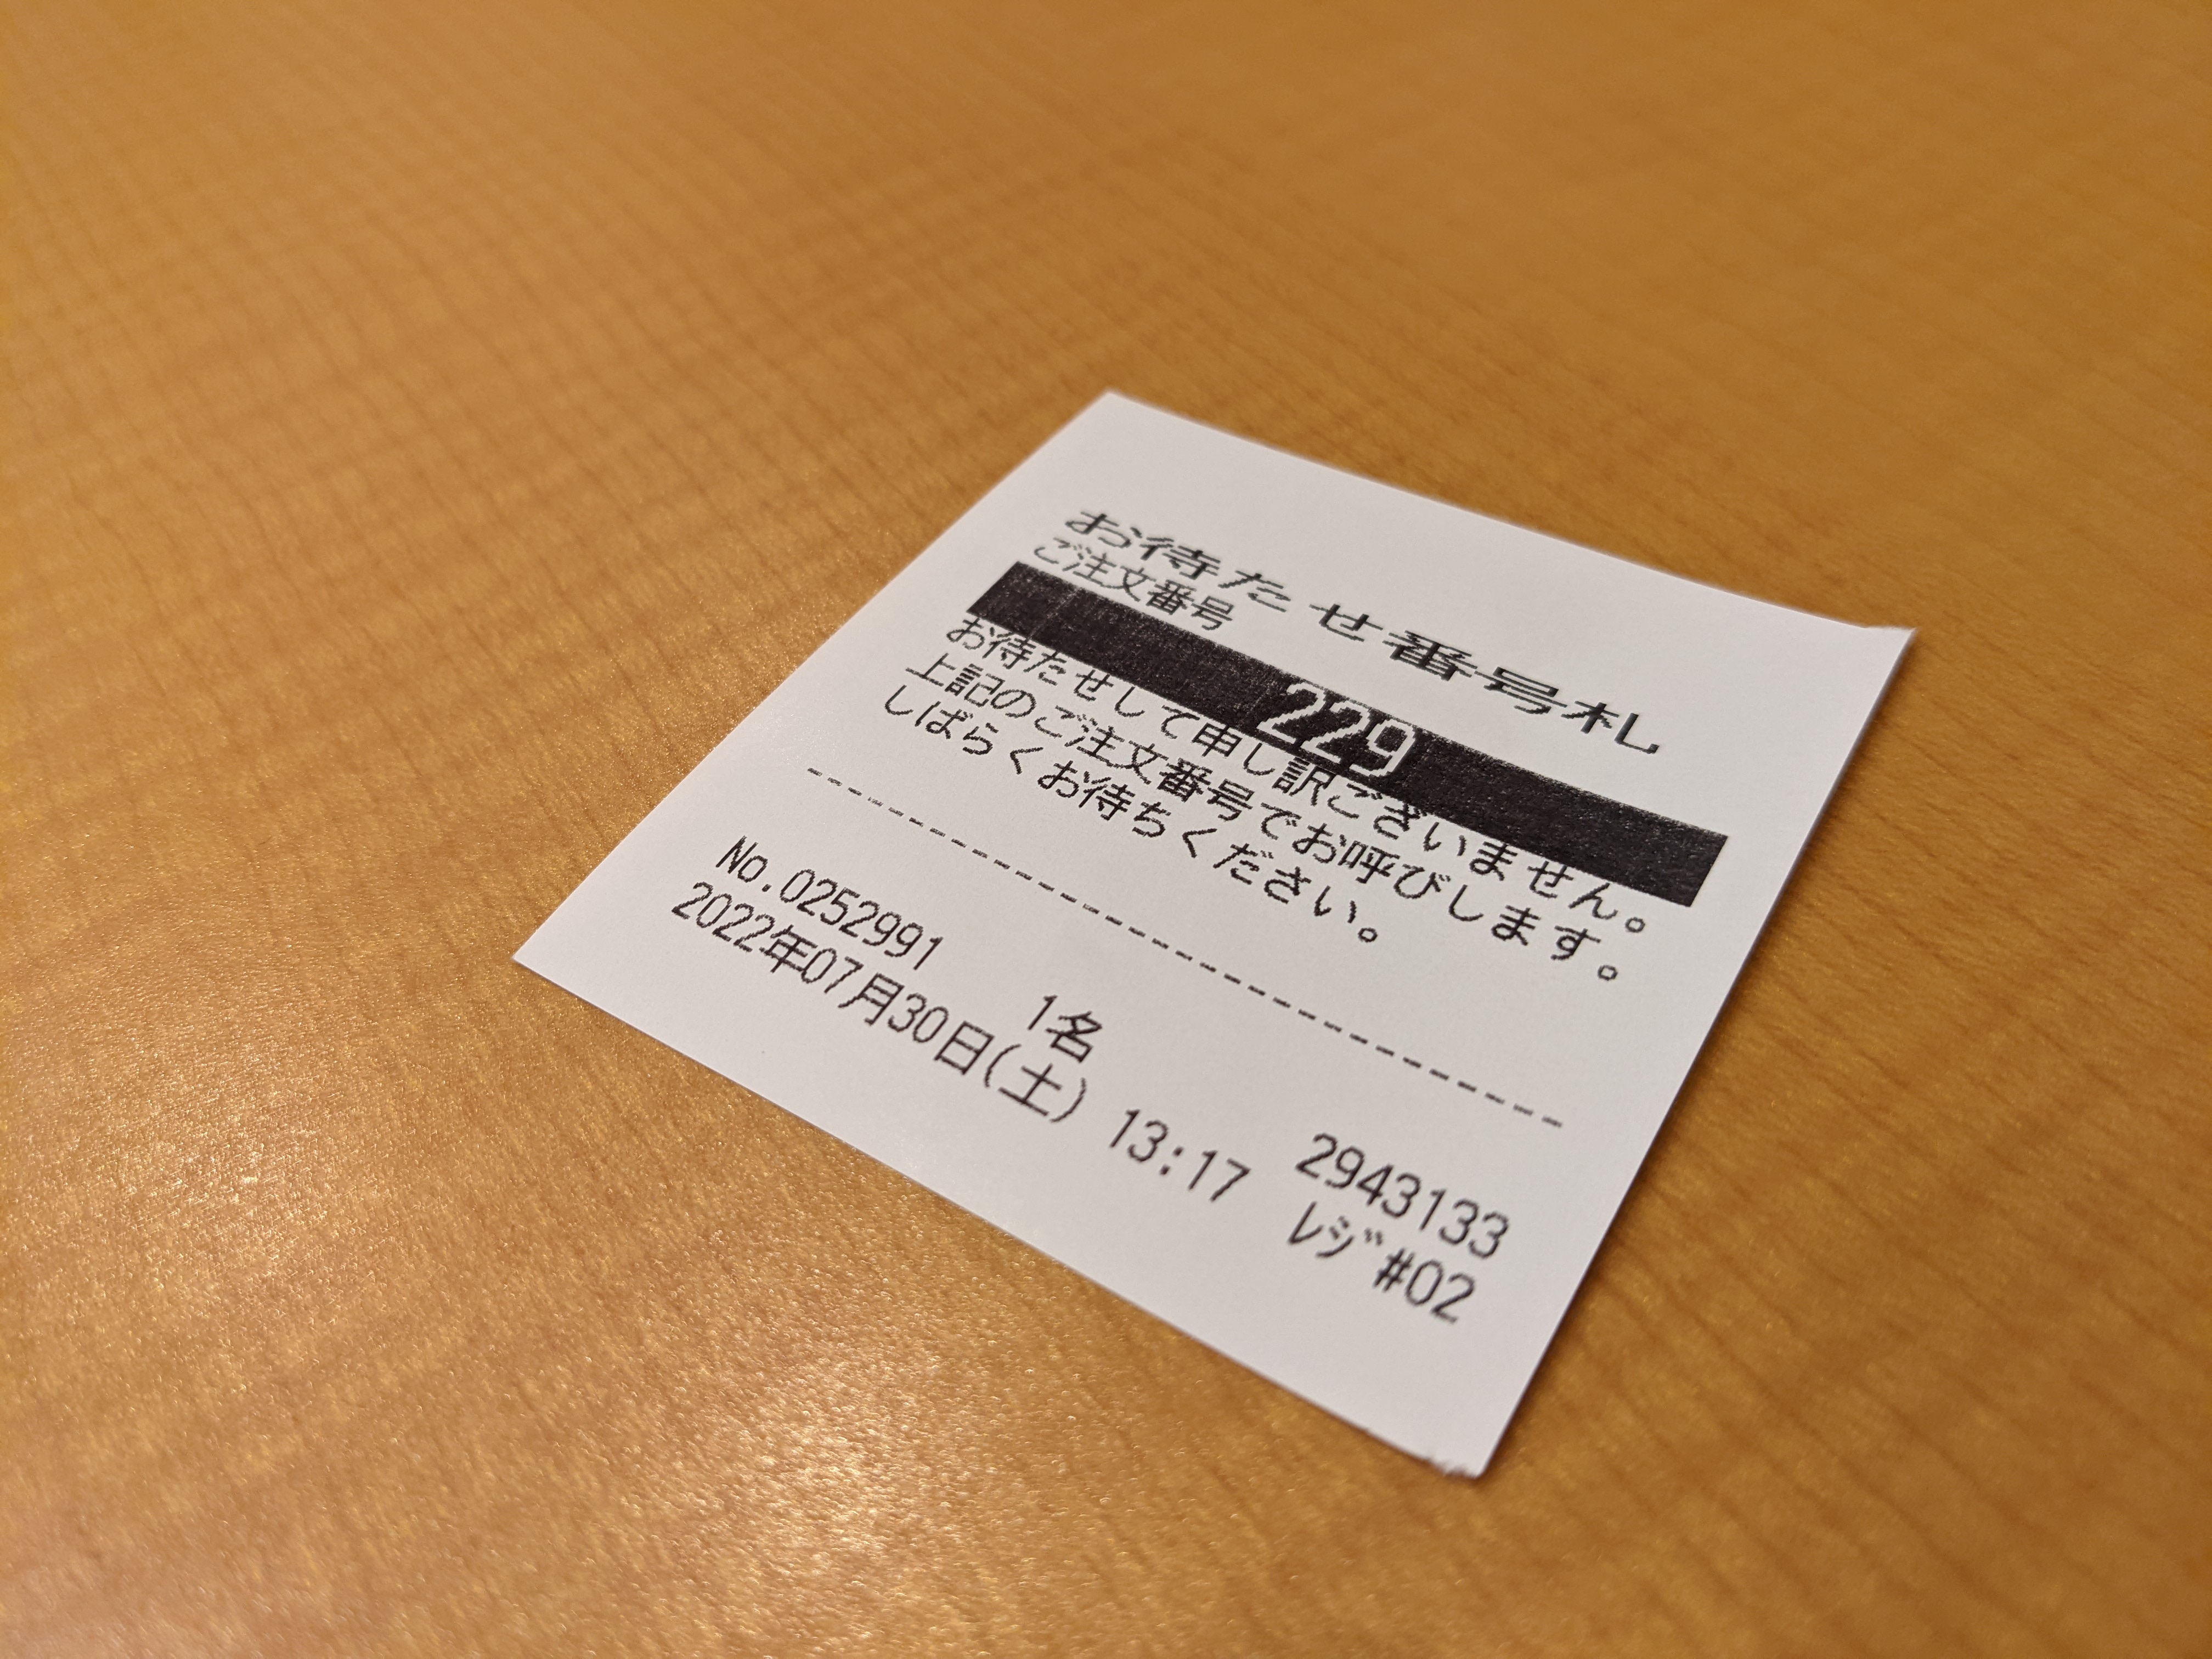 お待たせ番号札
ご注文番号
229
お待たせして申し訳ございません。
上記のご注文番号でお呼びします。
しばらくお待ちください。
No.0252991 1名 2943133
2022年07月30日(土) 13:17 ﾚｼﾞ#02